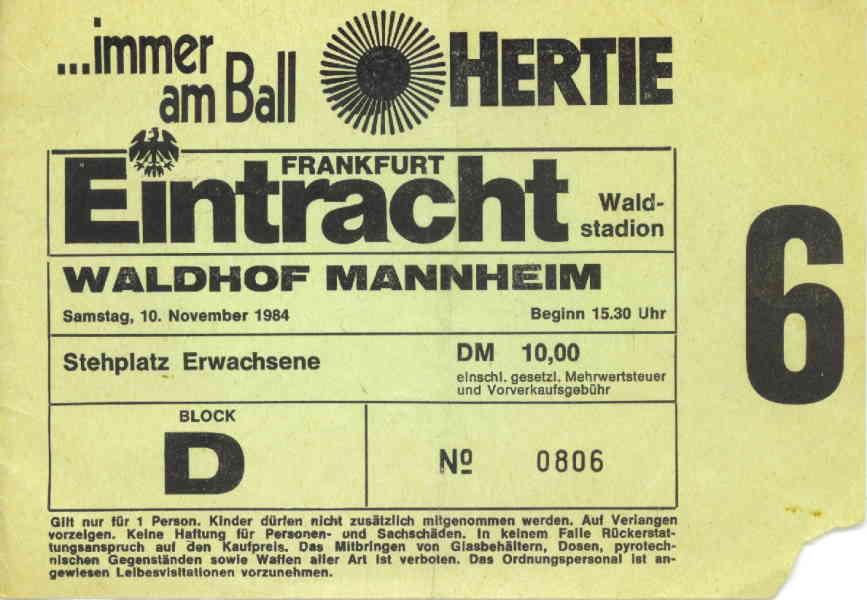 ...immer
am Ball
HERTIE
FRANKFURT
Eintracht
Wald-
stadion
WALDHOF MANNHEIM
Samstag, 10. November 1984 Beginn 15.30 Uhr
Stehplatz Erwachsene
DM 10,00
einschl. gesetzl. Mehrwertsteuer
und Vorverkaufsgebühr
BLOCK
D
Nº 0806
6
Gilt nur für 1 Person. Kinder dürfen nicht zusätzlich mitgenommen werden. Auf Verlangen
vorzeigen. Keine Haftung für Personen- und Sachschäden. In keinem Falle Rückerstat-
tungsanspruch auf den Kaufpreis. Das Mitbringen von Glasbehältern, Dosen, pyrotech-
nischen Gegenständen sowie Waffen aller Art ist verboten. Das Ordnungspersonal ist an-
gewiesen Leibesvisitationen vorzunehmen.